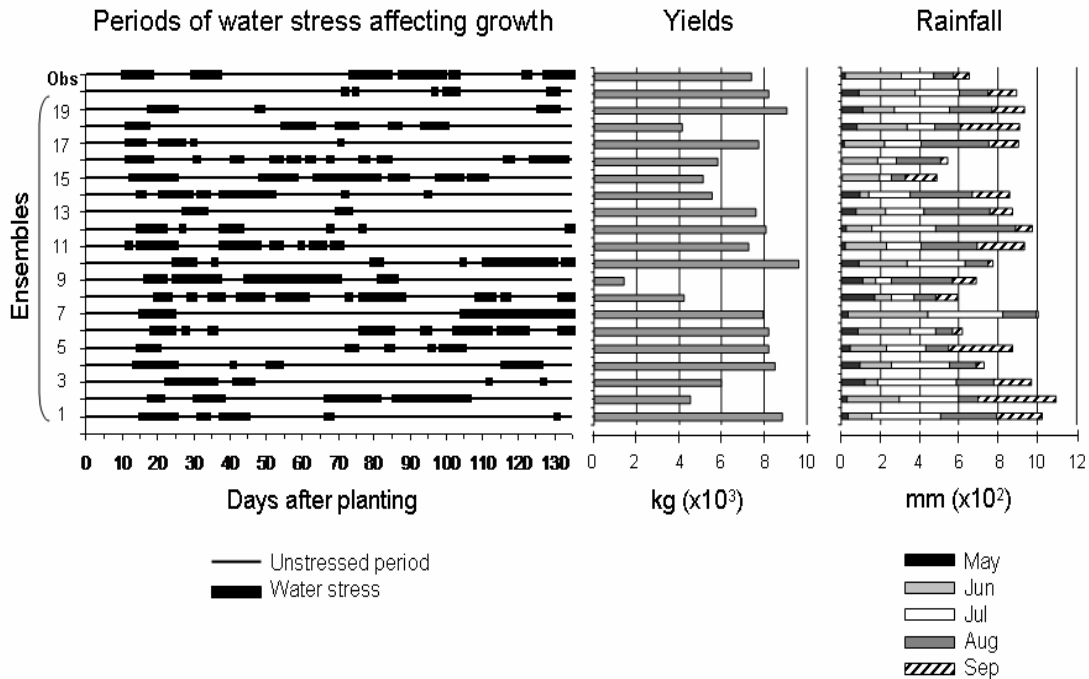 Periods of water stress affecting growth
Yields
Rainfall
Obs
19
17
15
13
11
9
7
5
3
1
Ensembles
0 10 20 30 40 50 60 70 80 90 100 110 120 130
Days after planting
0 2 4 6 8 10
kg (x10³)
0 2 4 6 8 10 12
mm (x10²)
Unstressed period
Water stress
May
Jun
Jul
Aug
Sep